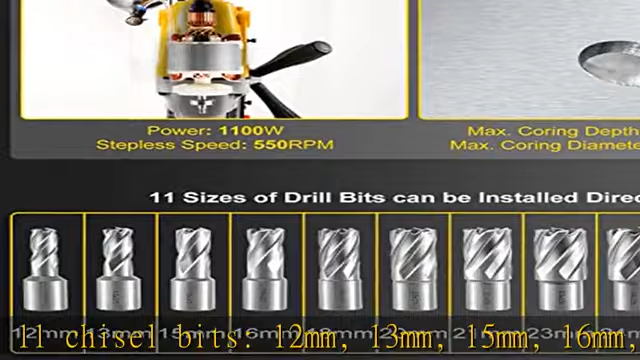 Power: 1100W
Stepless Speed: 550RPM
Max. Coring Depth
Max. Coring Diamete
11 Sizes of Drill Bits can be Installed Direc
11 chisel bits: 12mm, 13mm, 15mm, 16mm,